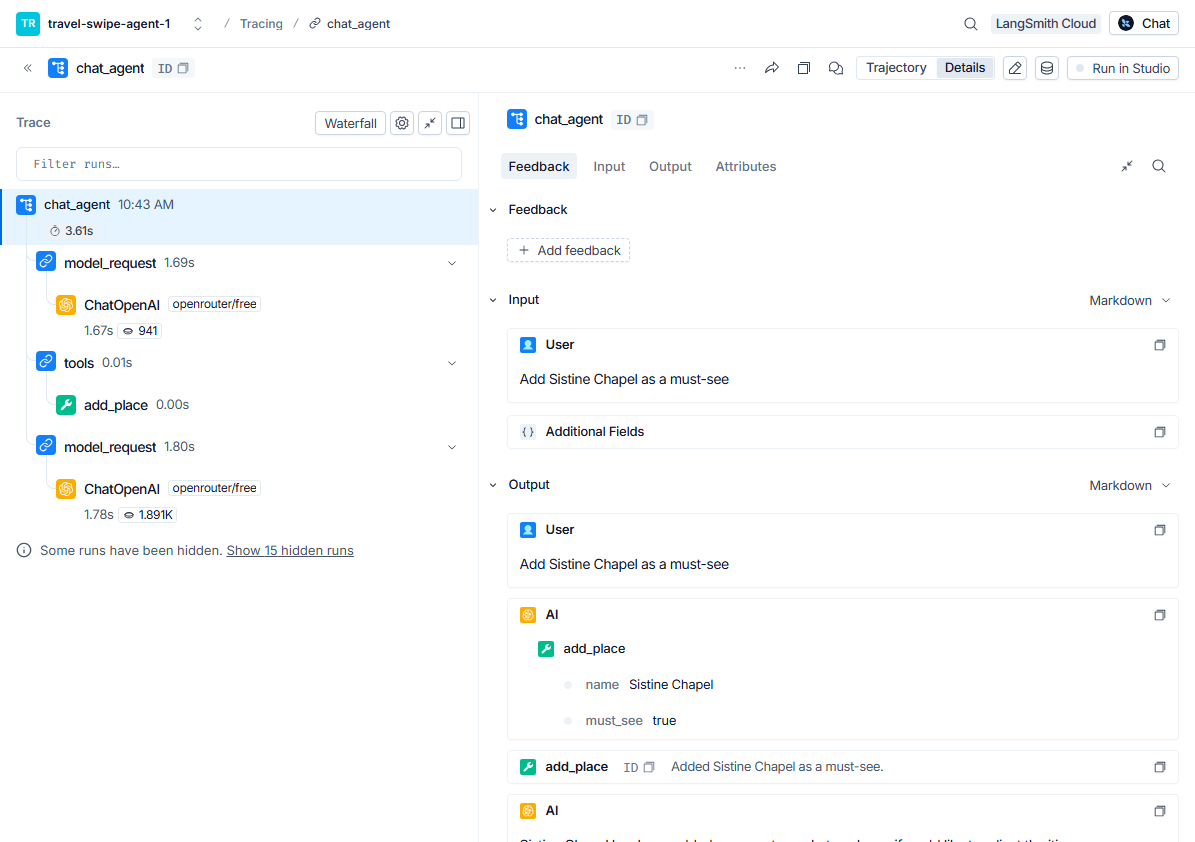 TR travel-swipe-agent-1 / Tracing / chat_agent LangSmith Cloud Chat
chat_agent ID Trajectory Details Run in Studio
Trace Waterfall
Filter runs…
chat_agent 10:43 AM
3.61s
model_request 1.69s
ChatOpenAI openrouter/free
1.67s 941
tools 0.01s
add_place 0.00s
model_request 1.80s
ChatOpenAI openrouter/free
1.78s 1.891K
Some runs have been hidden. Show 15 hidden runs
chat_agent ID
Feedback Input Output Attributes
Feedback
+ Add feedback
Input Markdown
User
Add Sistine Chapel as a must-see
{} Additional Fields
Output Markdown
User
Add Sistine Chapel as a must-see
AI
add_place
name Sistine Chapel
must_see true
add_place ID Added Sistine Chapel as a must-see.
AI